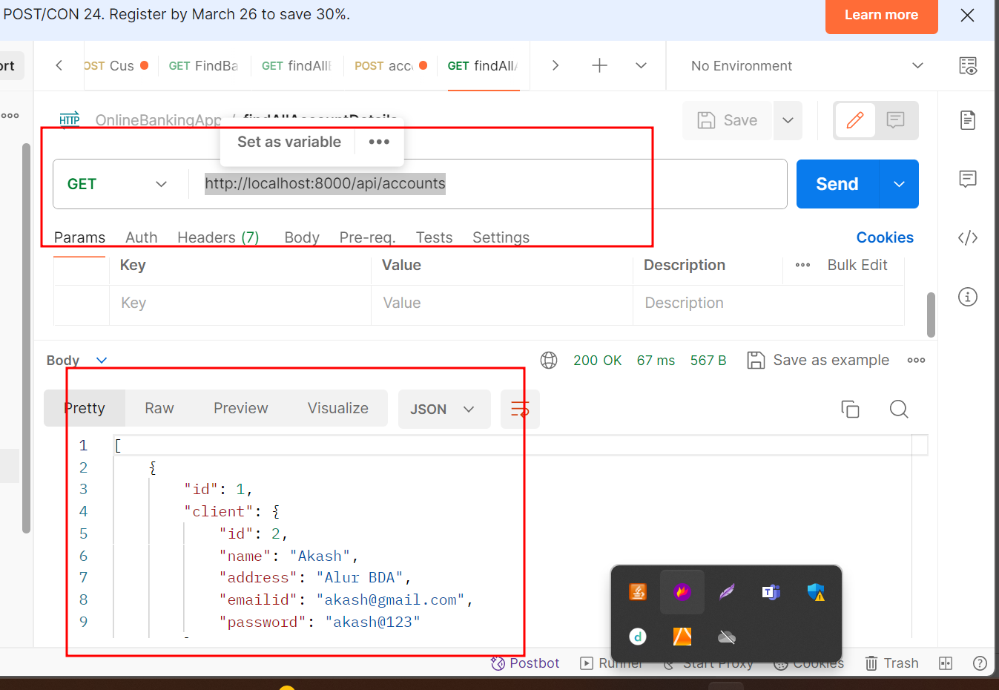 POST/CON 24. Register by March 26 to save 30%.
Learn more
ort
OST Cus
GET FindBa
GET findAllB
POST acc
GET findAll
No Environment
HTTP
OnlineBankingApp / findAllAccountDetails
Save
Set as variable
GET
http://localhost:8000/api/accounts
Send
Params Auth Headers (7) Body Pre-req. Tests Settings
Cookies
Key Value Description
Bulk Edit
Key Value Description
Body
200 OK 67 ms 567 B
Save as example
Pretty Raw Preview Visualize JSON
1 [
2 {
3 "id": 1,
4 "client": {
5 "id": 2,
6 "name": "Akash",
7 "address": "Alur BDA",
8 "emailid": "akash@gmail.com",
9 "password": "akash@123"
Postbot
Runner
Start Proxy
Cookies
Trash